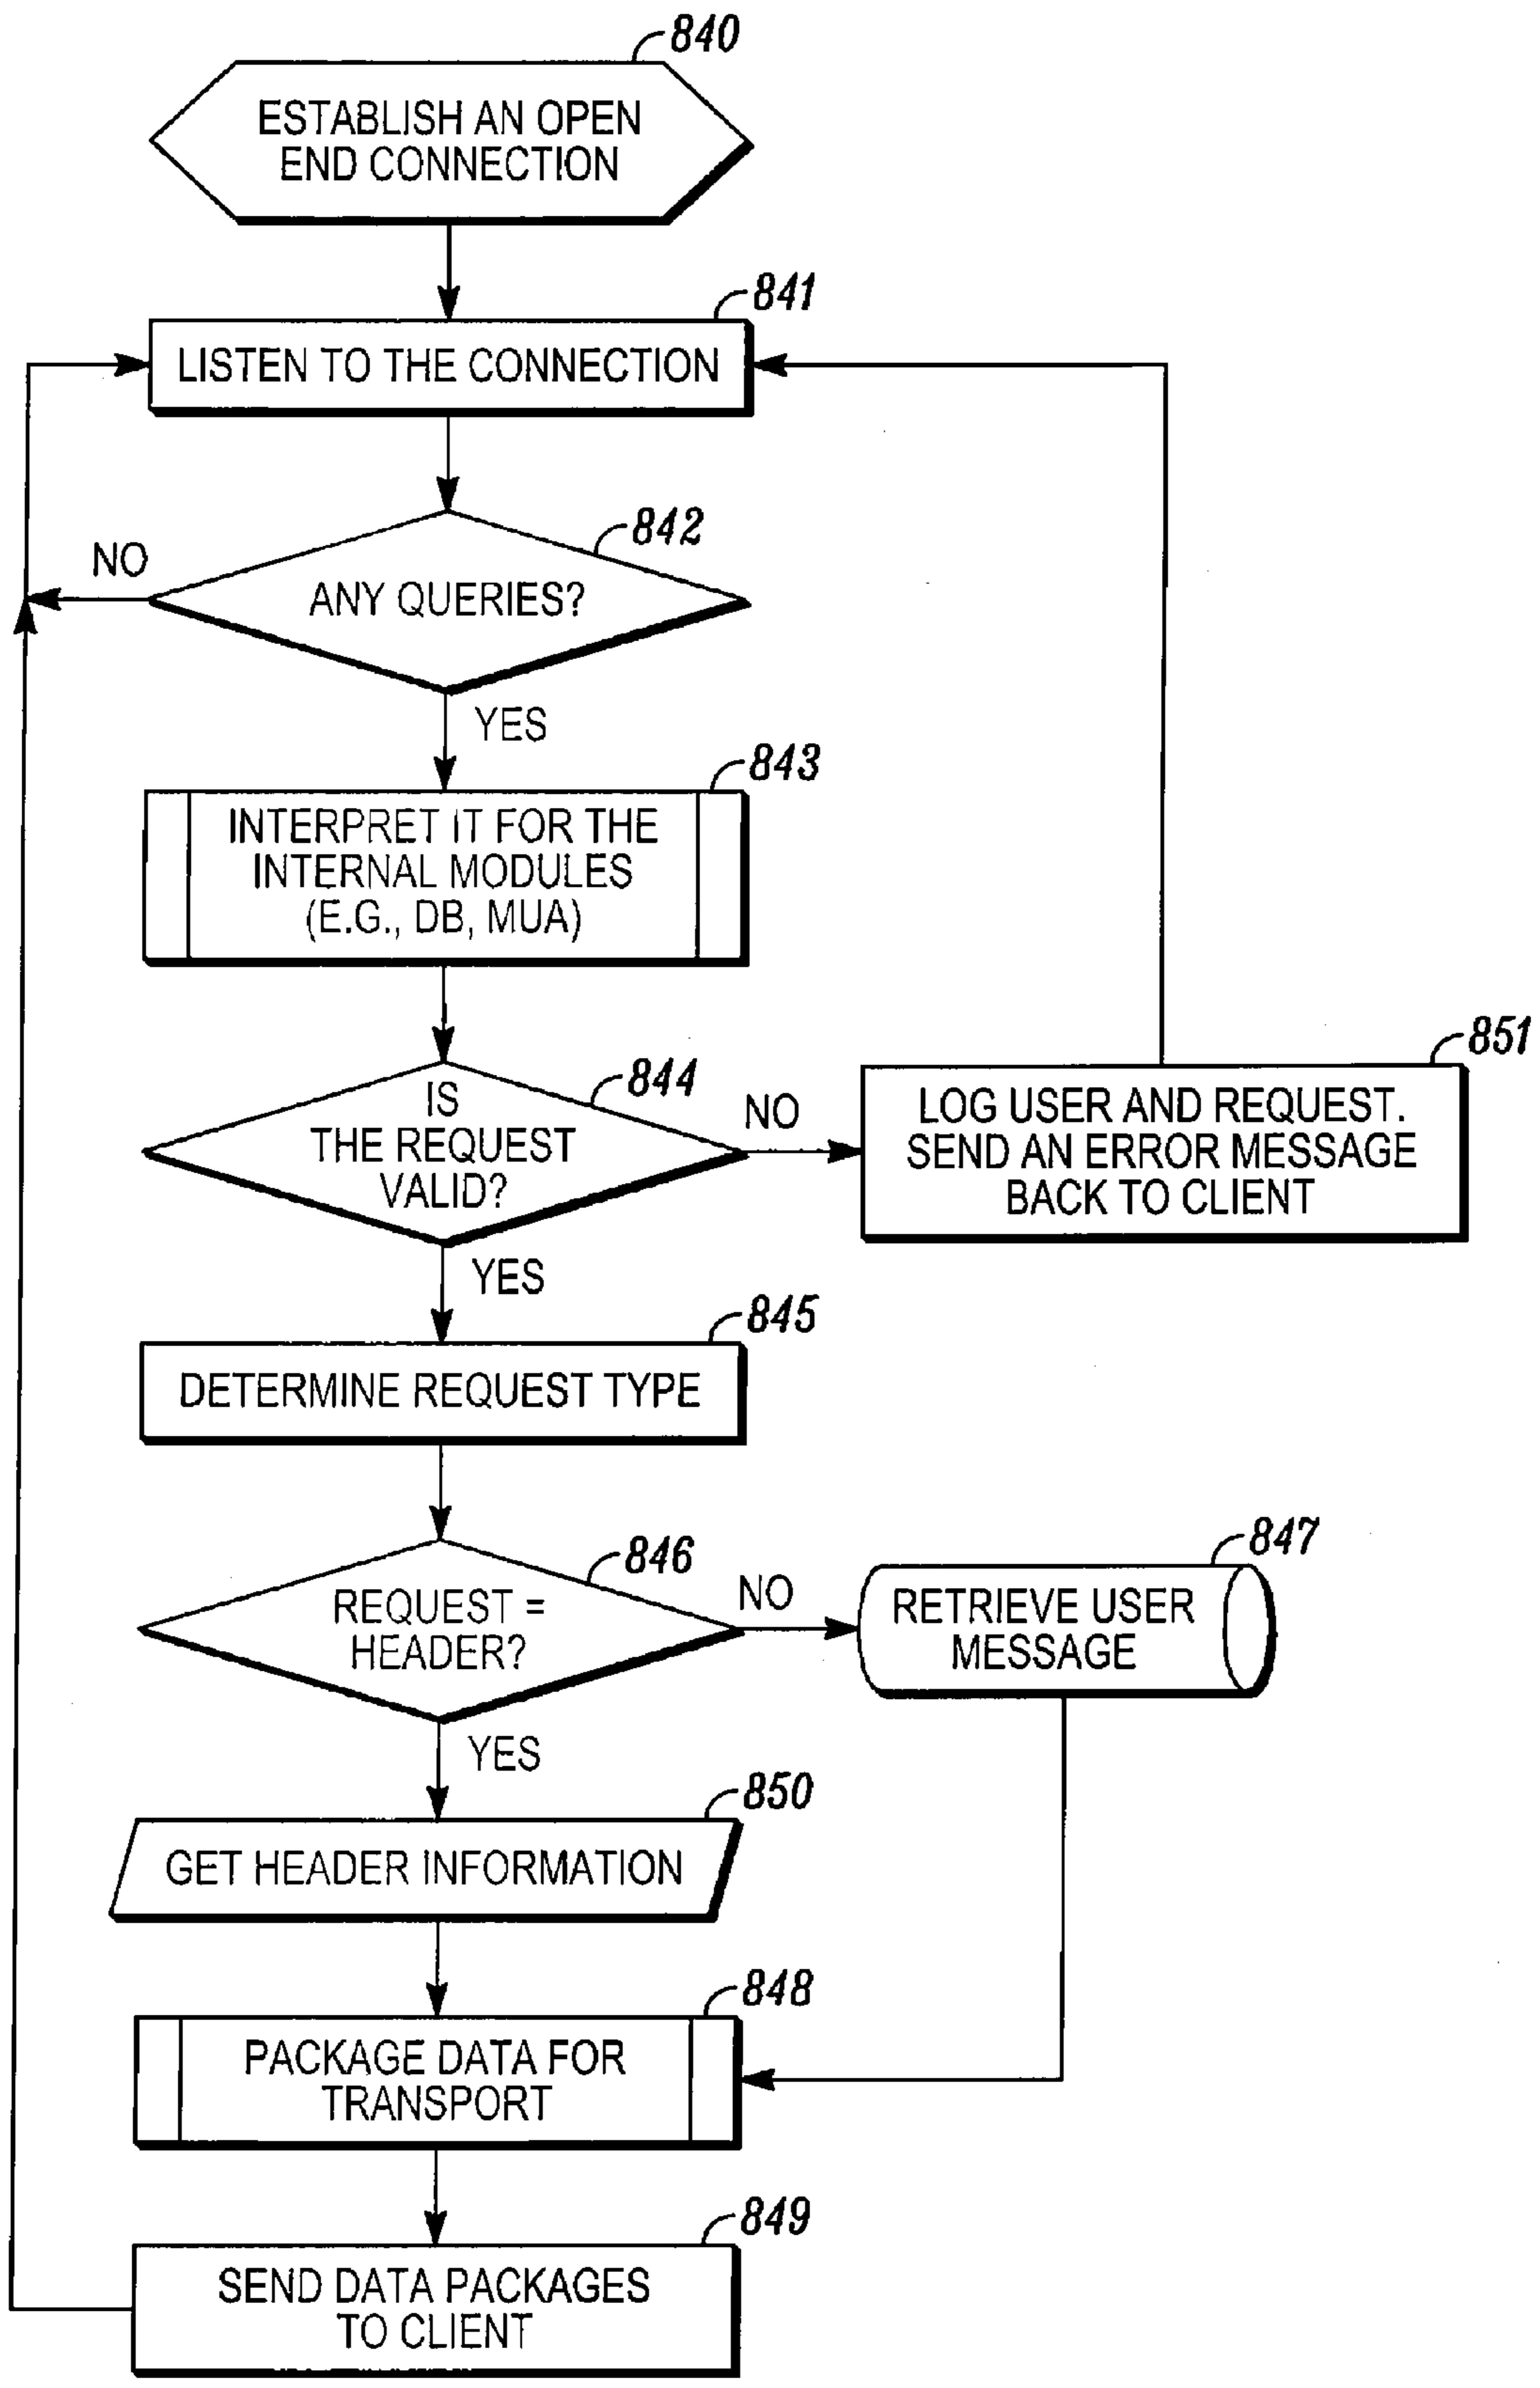 840
ESTABLISH AN OPEN
END CONNECTION
841
LISTEN TO THE CONNECTION
842
NO
ANY QUERIES?
YES
843
INTERPRET IT FOR THE
INTERNAL MODULES
(E.G., DB, MUA)
844
IS
THE REQUEST
VALID?
NO
851
LOG USER AND REQUEST.
SEND AN ERROR MESSAGE
BACK TO CLIENT
YES
845
DETERMINE REQUEST TYPE
846
REQUEST =
HEADER?
NO
847
RETRIEVE USER
MESSAGE
YES
850
GET HEADER INFORMATION
848
PACKAGE DATA FOR
TRANSPORT
849
SEND DATA PACKAGES
TO CLIENT